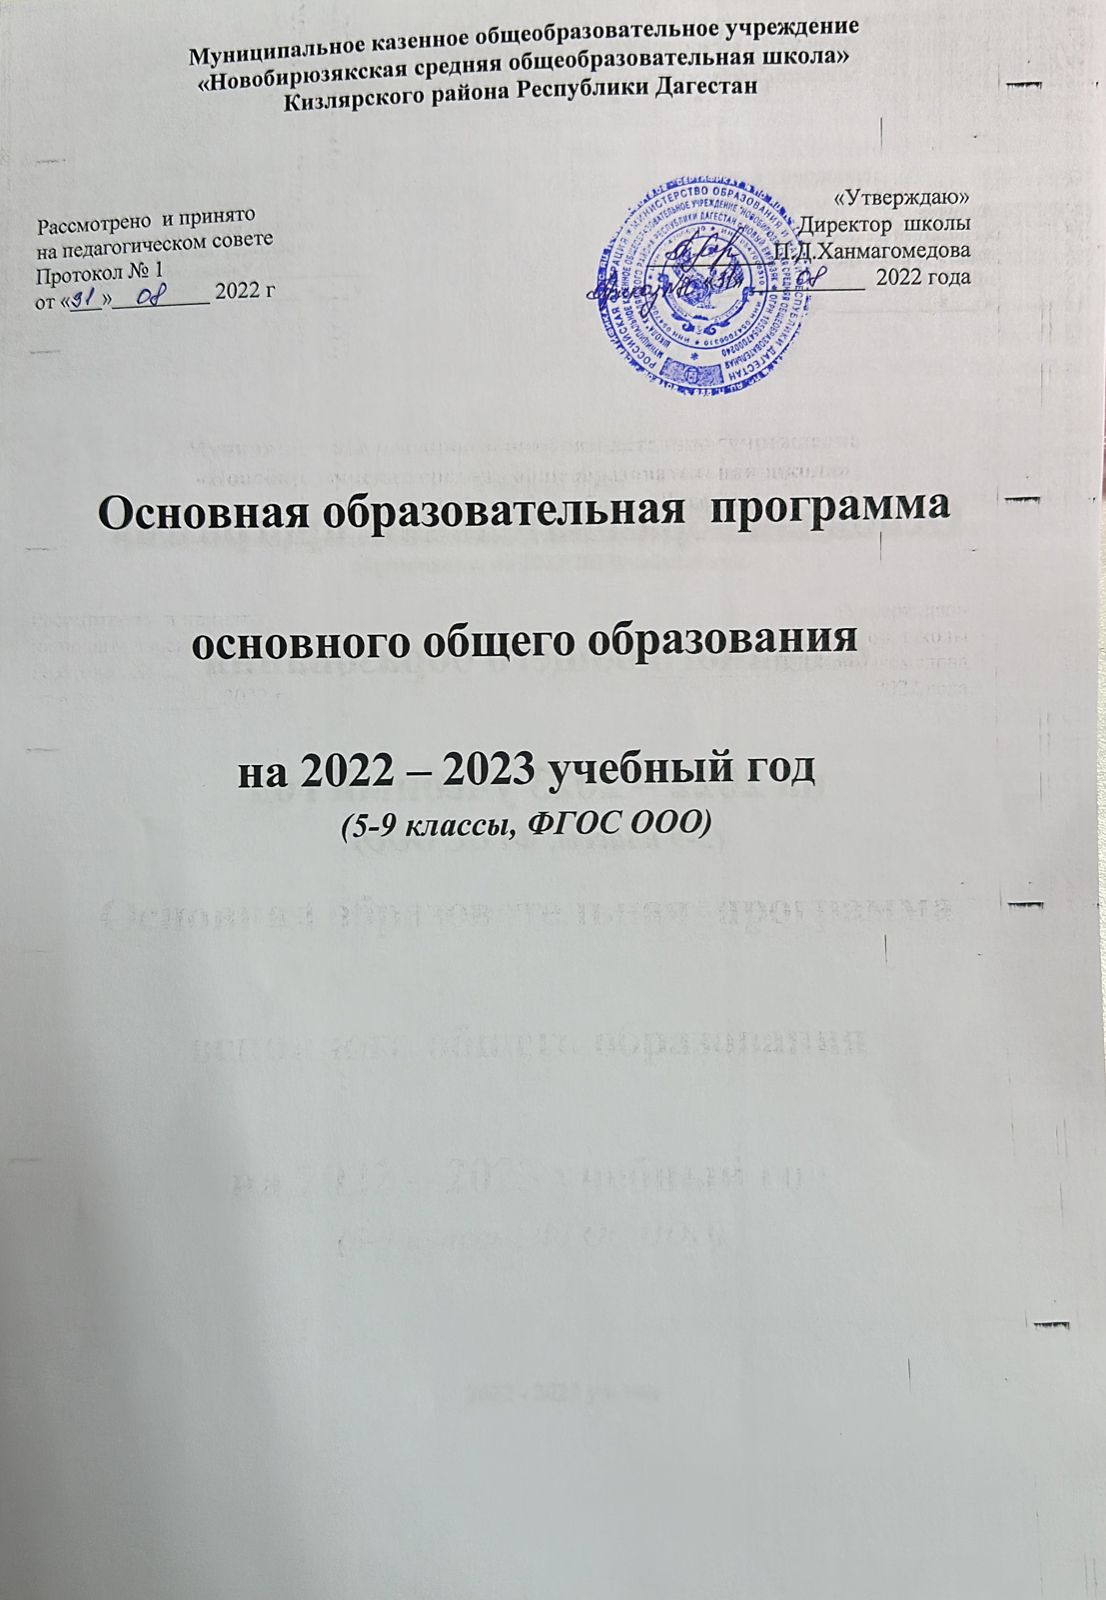 Муниципальное казенное общеобразовательное учреждение
«Новобирюзякская средняя общеобразовательная школа»
Кизлярского района Республики Дагестан
Рассмотрено и принято
на педагогическом совете
Протокол № 1
от «31» 08 2022 г
«Утверждаю»
Директор школы
П.Д.Ханмагомедова
«31» 08 2022 года
Основная образовательная программа
основного общего образования
на 2022 – 2023 учебный год
(5-9 классы, ФГОС ООО)